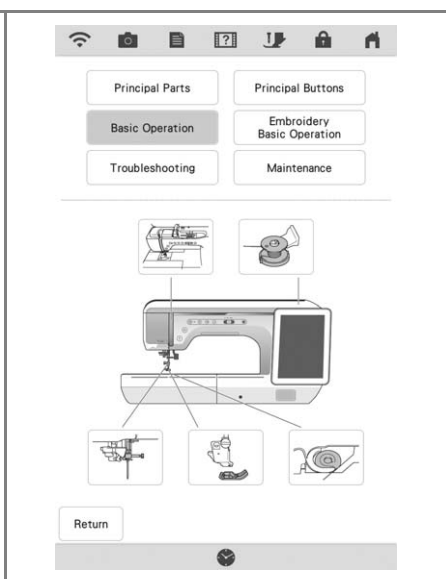 Principal Parts
Principal Buttons
Basic Operation
Embroidery
Basic Operation
Troubleshooting
Maintenance
Return